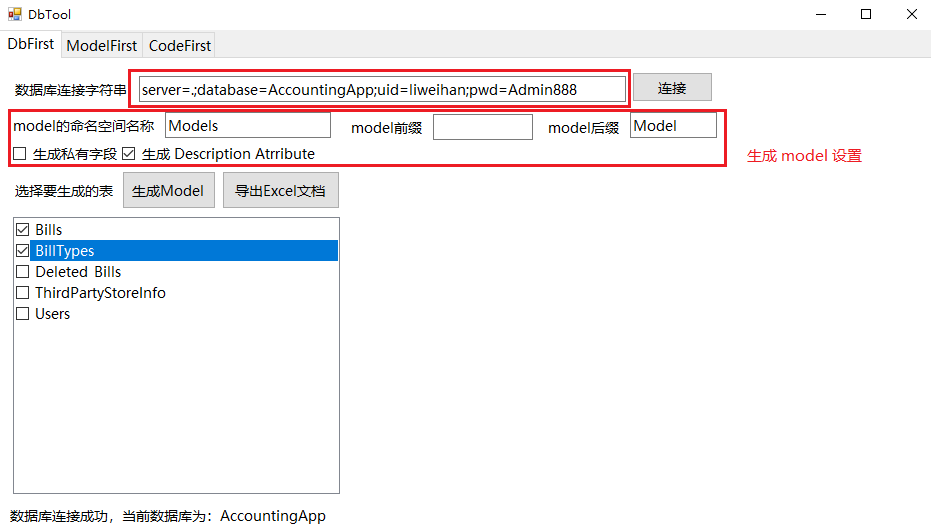 DbTool
DbFirst ModelFirst CodeFirst
数据库连接字符串 server=.;database=AccountingApp;uid=liweihan;pwd=Admin888 连接
model的命名空间名称 Models model前缀 model后缀 Model
生成私有字段 生成 Description Atrribute
生成 model 设置
选择要生成的表 生成Model 导出Excel文档
Bills
BillTypes
Deleted Bills
ThirdPartyStoreInfo
Users
数据库连接成功，当前数据库为：AccountingApp